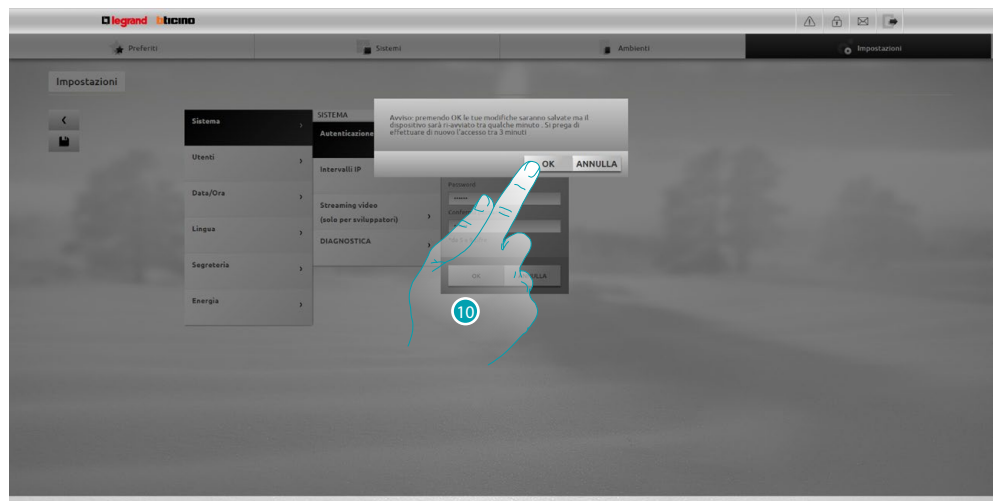 legrand bticino
Preferiti
Sistemi
Ambienti
Impostazioni
Impostazioni
Sistema
Utenti
Data/Ora
Lingua
Segreteria
Energia
SISTEMA
Autenticazione
Intervalli IP
Streaming video
(solo per sviluppatori)
DIAGNOSTICA
Avviso: premendo OK le tue modifiche saranno salvate ma il
dispositivo sarà ri-avviato tra qualche minuto . Si prega di
effettuare di nuovo l'accesso tra 3 minuti
OK ANNULLA
Password
OK
10